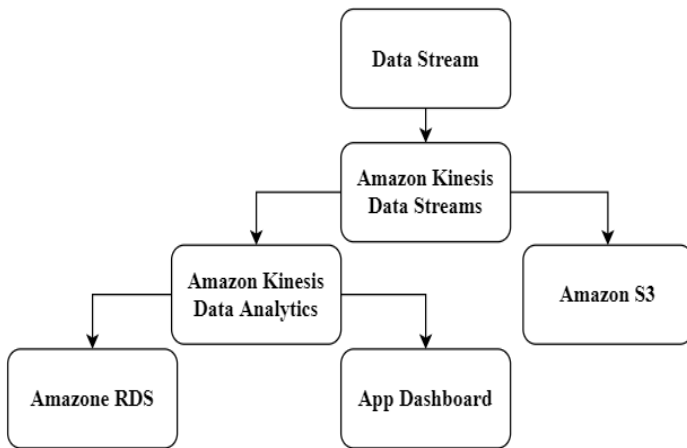 Data Stream
Amazon Kinesis
Data Streams
Amazon Kinesis
Data Analytics
Amazon S3
Amazone RDS
App Dashboard